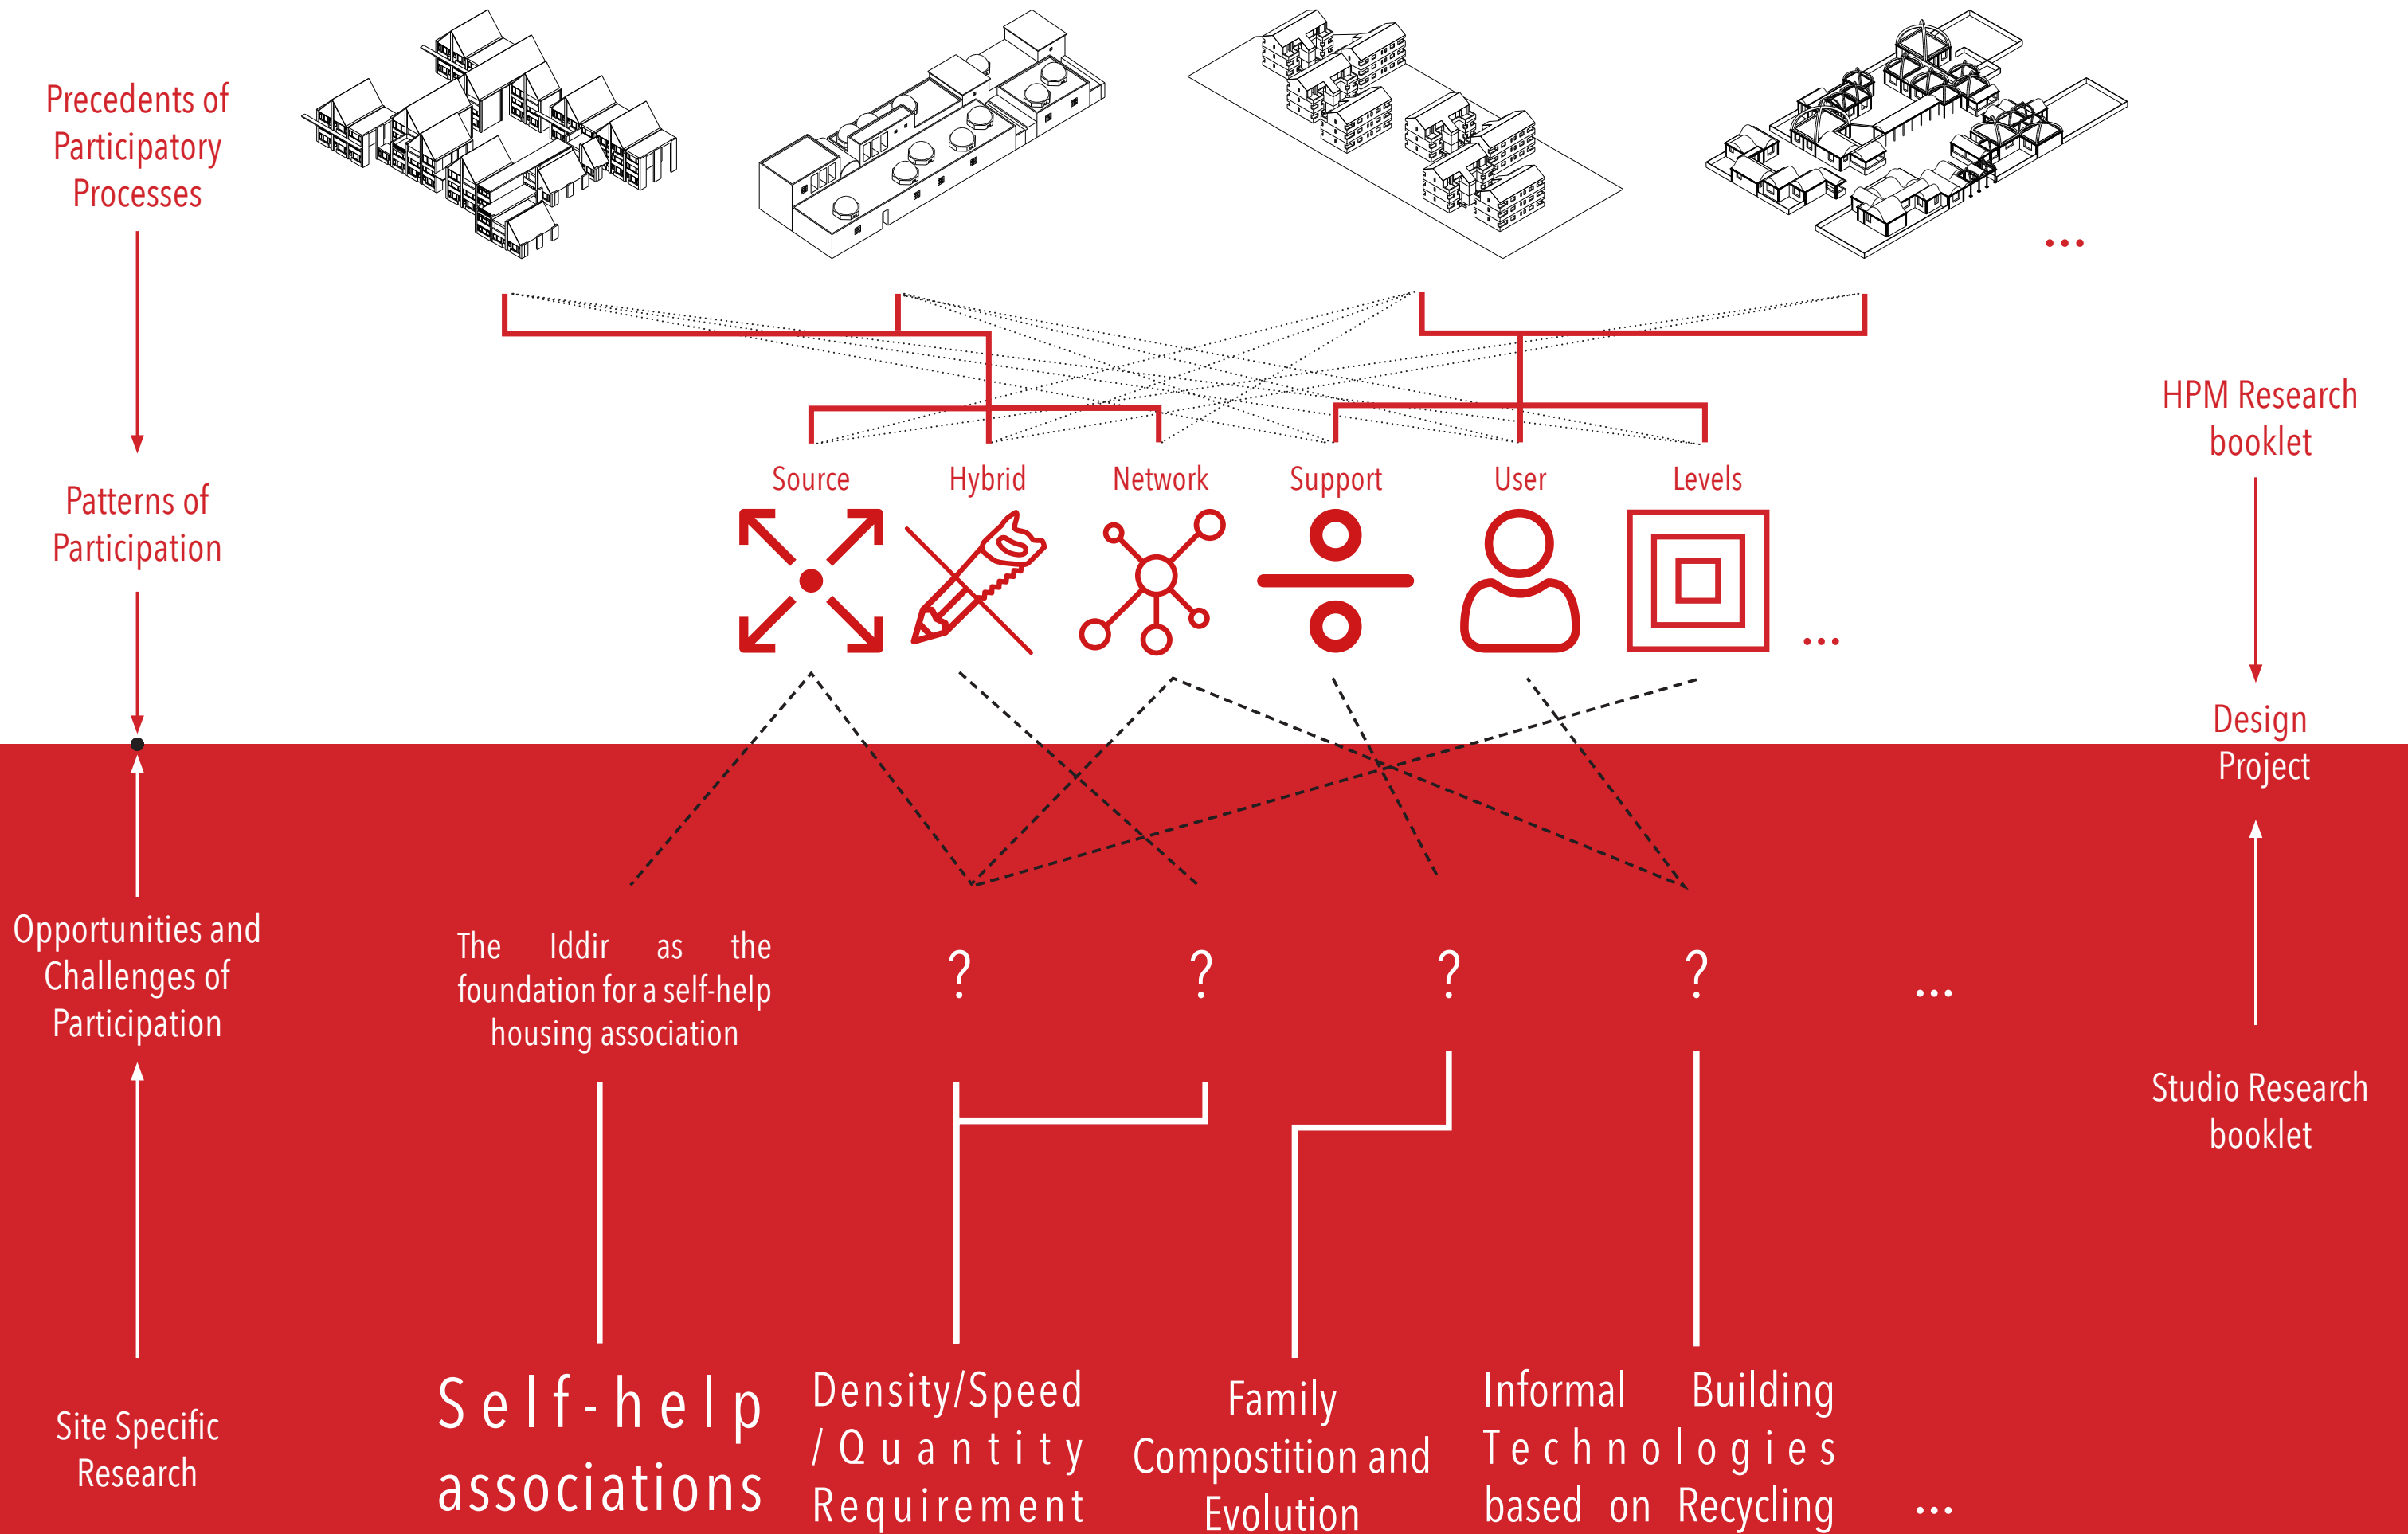 Precedents of
Participatory
Processes
...
HPM Research
booklet
Patterns of
Participation
Source
Hybrid
Network
Support
User
Levels
...
Design
Project
Opportunities and
Challenges of
Participation
The Iddir as the
foundation for a self-help
housing association
?
?
?
?
...
Studio Research
booklet
Site Specific
Research
Self-help
associations
Density/Speed
/Quantity
Requirement
Family
Compostition and
Evolution
Informal Building
Technologies
based on Recycling
...